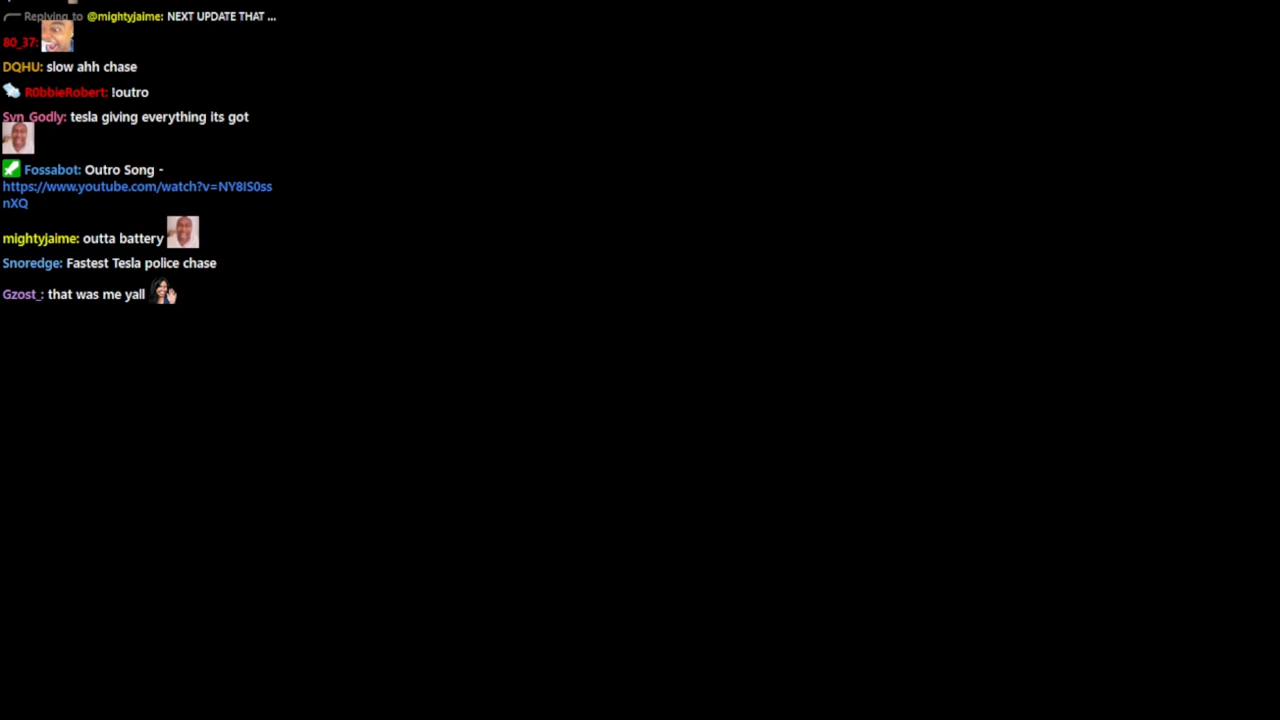 Replying to @mightyjaime: NEXT UPDATE THAT ...
80_37:
DQHU: slow ahh chase
R0bbieRobert: !outro
Syn_Godly: tesla giving everything its got
Fossabot: Outro Song -
https://www.youtube.com/watch?v=NY8IS0ss
nXQ
mightyjaime: outta battery
Snoredge: Fastest Tesla police chase
Gzost_: that was me yall